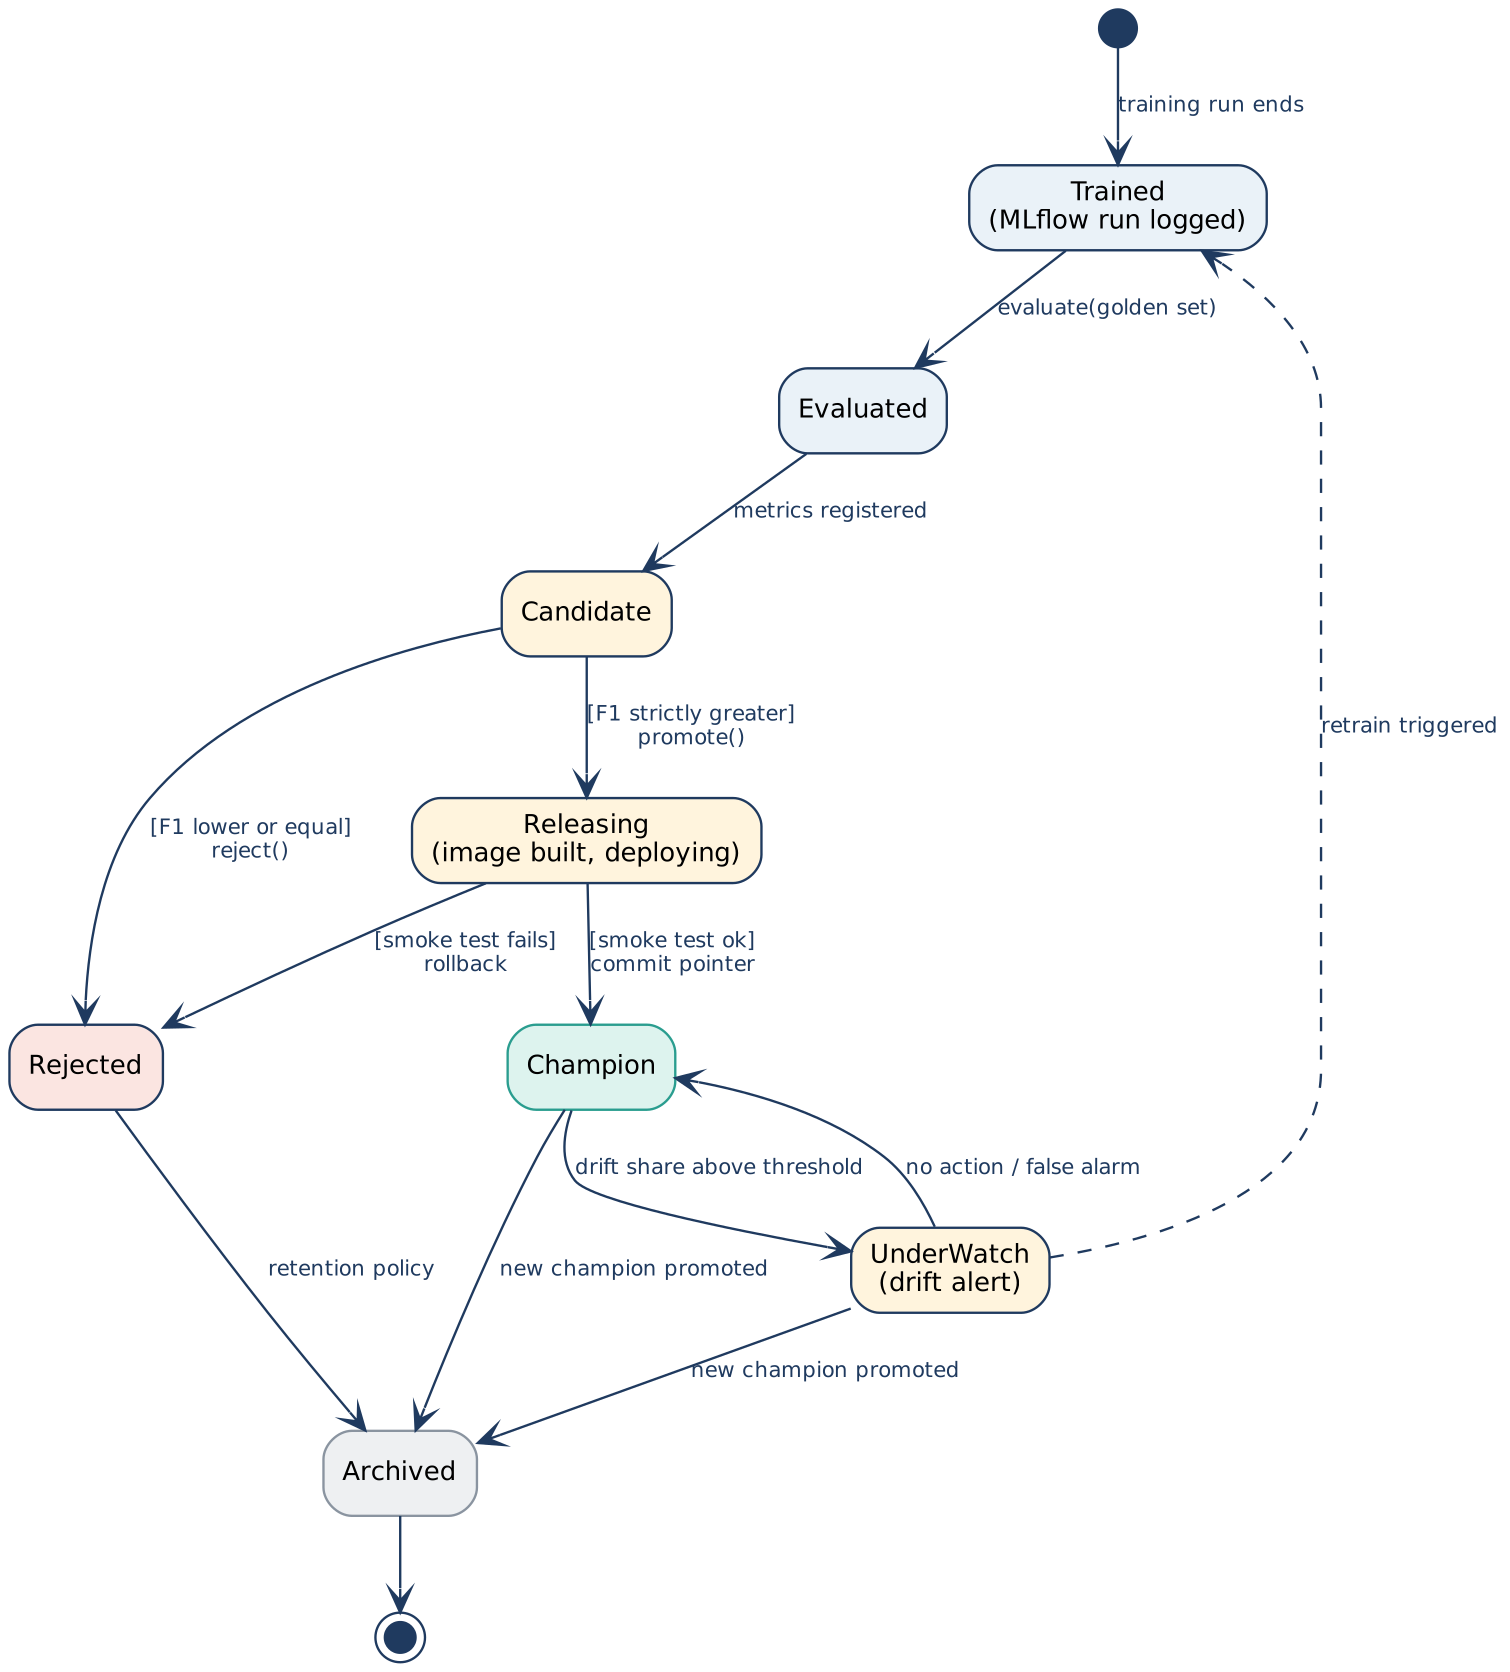 training run ends
Trained
(MLflow run logged)
evaluate(golden set)
Evaluated
metrics registered
Candidate
[F1 strictly greater]
promote()
retrain triggered
[F1 lower or equal]
reject()
Releasing
(image built, deploying)
[smoke test fails]
rollback
[smoke test ok]
commit pointer
Rejected
Champion
drift share above threshold
no action / false alarm
retention policy
new champion promoted
UnderWatch
(drift alert)
new champion promoted
Archived